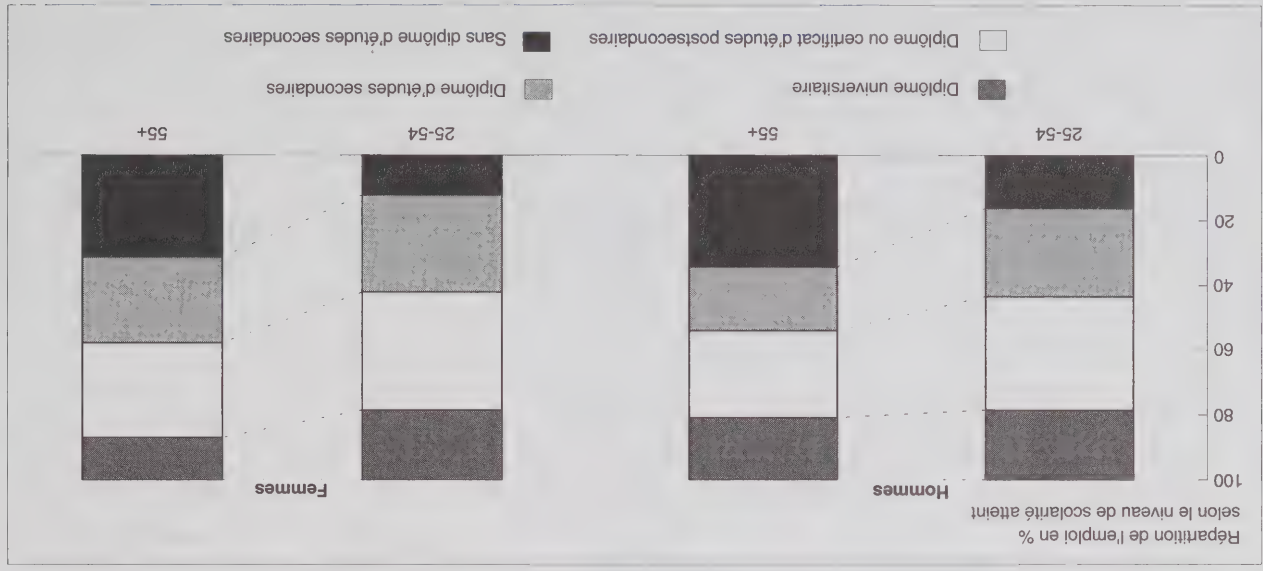 Répartition de l'emploi en %
selon le niveau de scolarité atteint
Hommes Femmes
100
80
60
40
20
0
25-54 55+ 25-54 55+
Diplôme universitaire Diplôme d'études secondaires
Diplôme ou certificat d'études postsecondaires Sans diplôme d'études secondaires